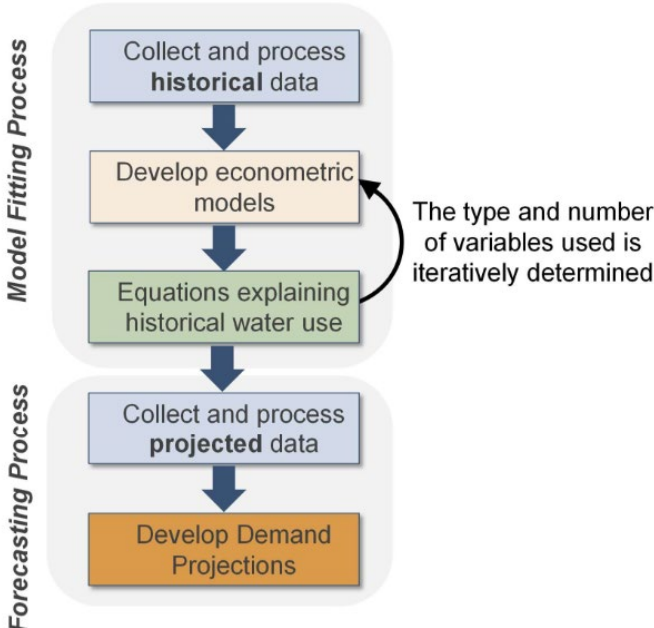 Model Fitting Process
Collect and process
historical data
Develop econometric
models
The type and number
of variables used is
iteratively determined
Equations explaining
historical water use
Forecasting Process
Collect and process
projected data
Develop Demand
Projections